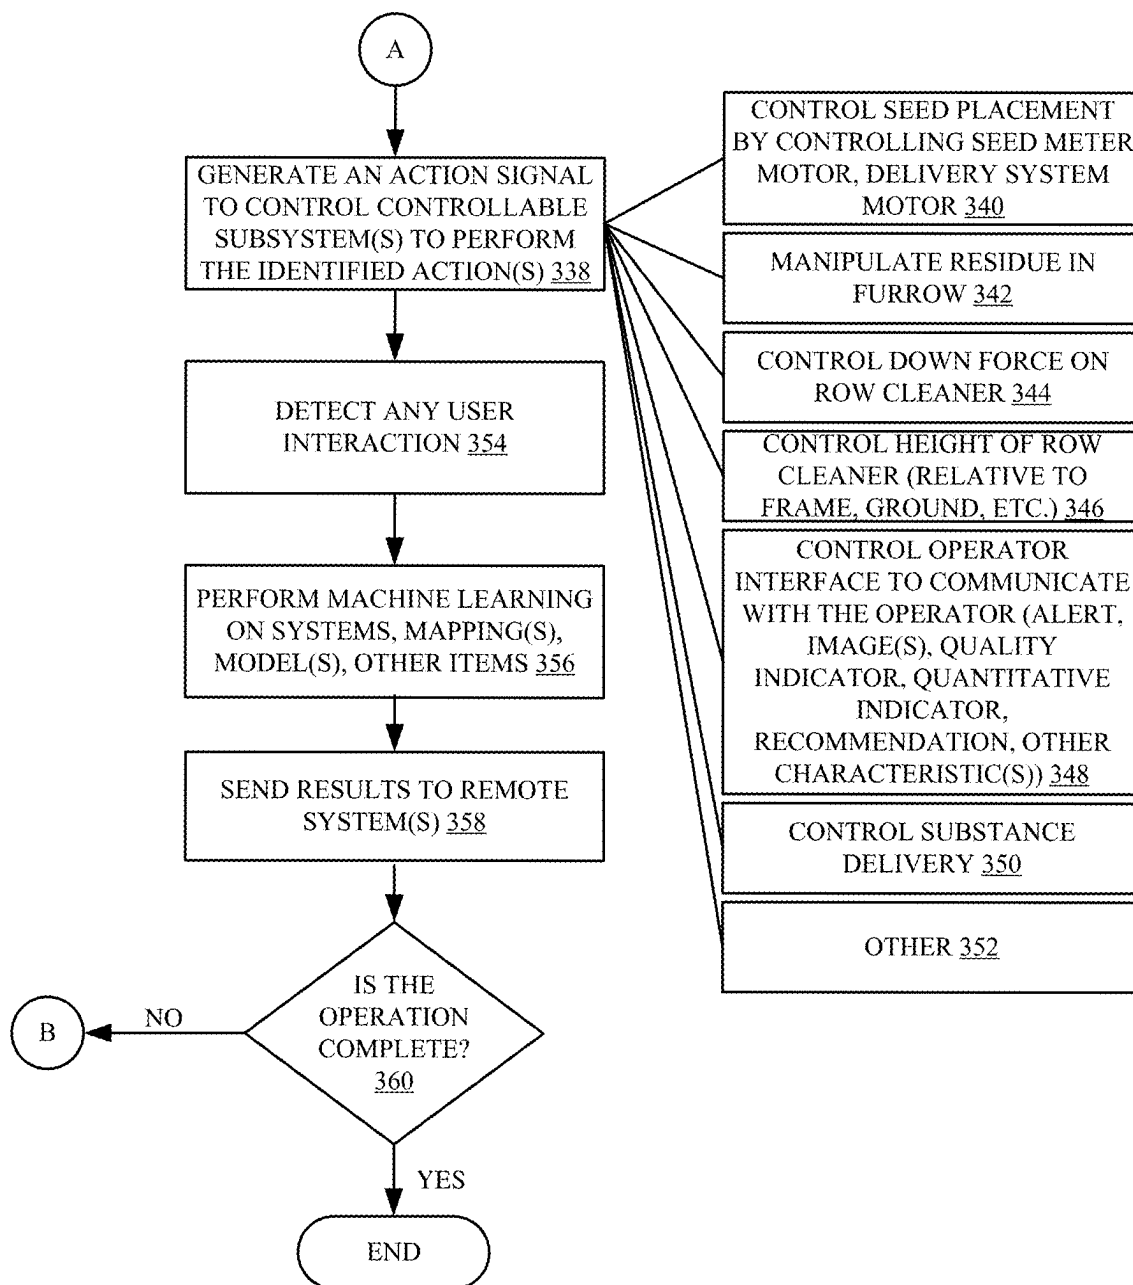 A
GENERATE AN ACTION SIGNAL
TO CONTROL CONTROLLABLE
SUBSYSTEM(S) TO PERFORM
THE IDENTIFIED ACTION(S) 338
CONTROL SEED PLACEMENT
BY CONTROLLING SEED METER
MOTOR, DELIVERY SYSTEM
MOTOR 340
MANIPULATE RESIDUE IN
FURROW 342
CONTROL DOWN FORCE ON
ROW CLEANER 344
CONTROL HEIGHT OF ROW
CLEANER (RELATIVE TO
FRAME, GROUND, ETC.) 346
CONTROL OPERATOR
INTERFACE TO COMMUNICATE
WITH THE OPERATOR (ALERT,
IMAGE(S), QUALITY
INDICATOR, QUANTITATIVE
INDICATOR,
RECOMMENDATION, OTHER
CHARACTERISTIC(S)) 348
CONTROL SUBSTANCE
DELIVERY 350
OTHER 352
DETECT ANY USER
INTERACTION 354
PERFORM MACHINE LEARNING
ON SYSTEMS, MAPPING(S),
MODEL(S), OTHER ITEMS 356
SEND RESULTS TO REMOTE
SYSTEM(S) 358
IS THE
OPERATION
COMPLETE?
360
NO
B
YES
END